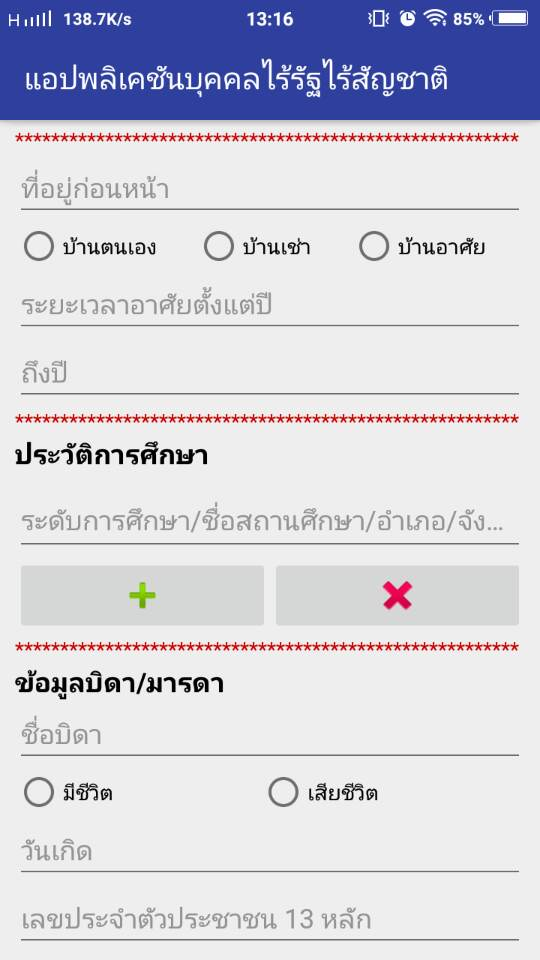 H 138.7K/s 13:16 85%
แอปพลิเคชันบุคคลไร้รัฐไร้สัญชาติ
********************************************************
ที่อยู่ก่อนหน้า
บ้านตนเอง บ้านเช่า บ้านอาศัย
ระยะเวลาอาศัยตั้งแต่ปี
ถึงปี
********************************************************
ประวัติการศึกษา
ระดับการศึกษา/ชื่อสถานศึกษา/อำเภอ/จัง...
********************************************************
ข้อมูลบิดา/มารดา
ชื่อบิดา
มีชีวิต เสียชีวิต
วันเกิด
เลขประจำตัวประชาชน 13 หลัก